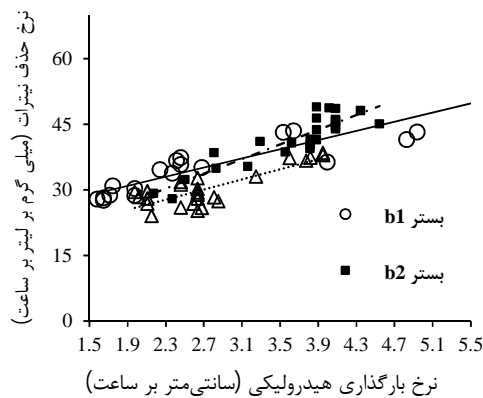 نرخ حذف نیترات (میلی گرم بر لیتر بر ساعت)
60
45
30
15
0
بستر b1
بستر b2
1.5 1.9 2.3 2.7 3.1 3.5 3.9 4.3 4.7 5.1 5.5
نرخ بارگذاری هیدرولیکی (سانتی‌متر بر ساعت)